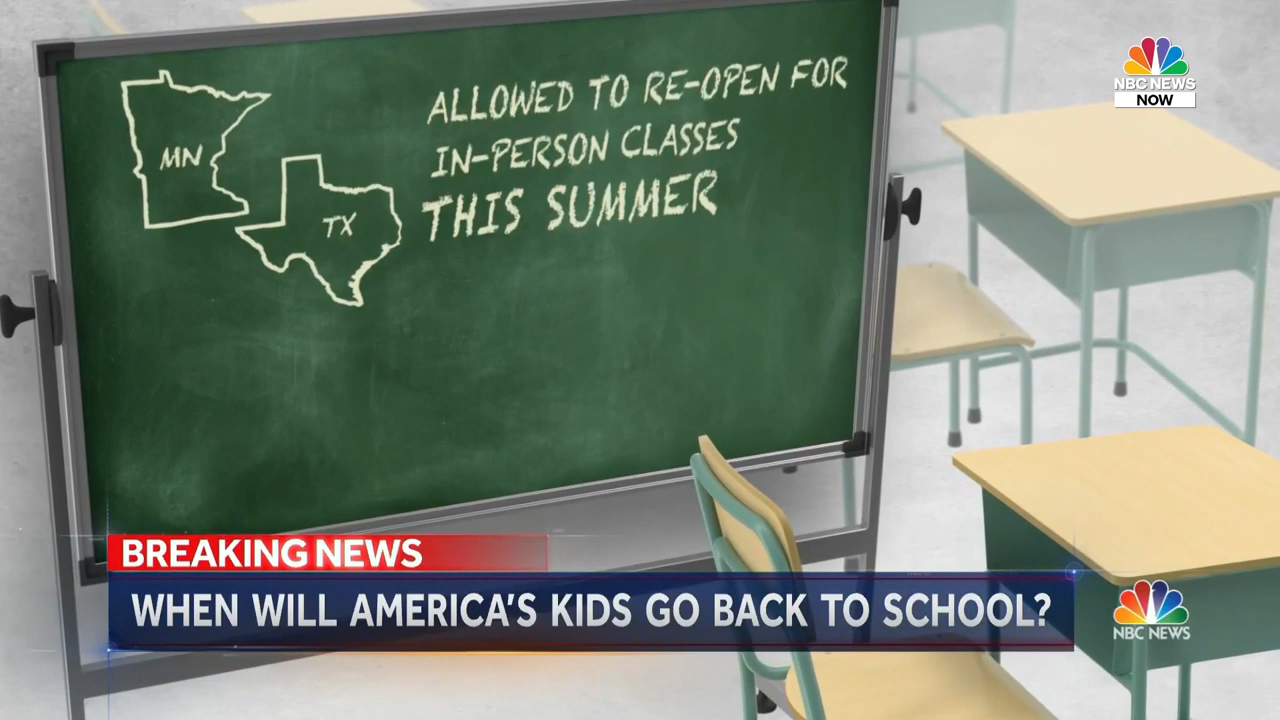 NBC NEWS
NOW
ALLOWED TO RE-OPEN FOR
IN-PERSON CLASSES
THIS SUMMER
MN
TX
BREAKING NEWS
WHEN WILL AMERICA'S KIDS GO BACK TO SCHOOL?
NBC NEWS